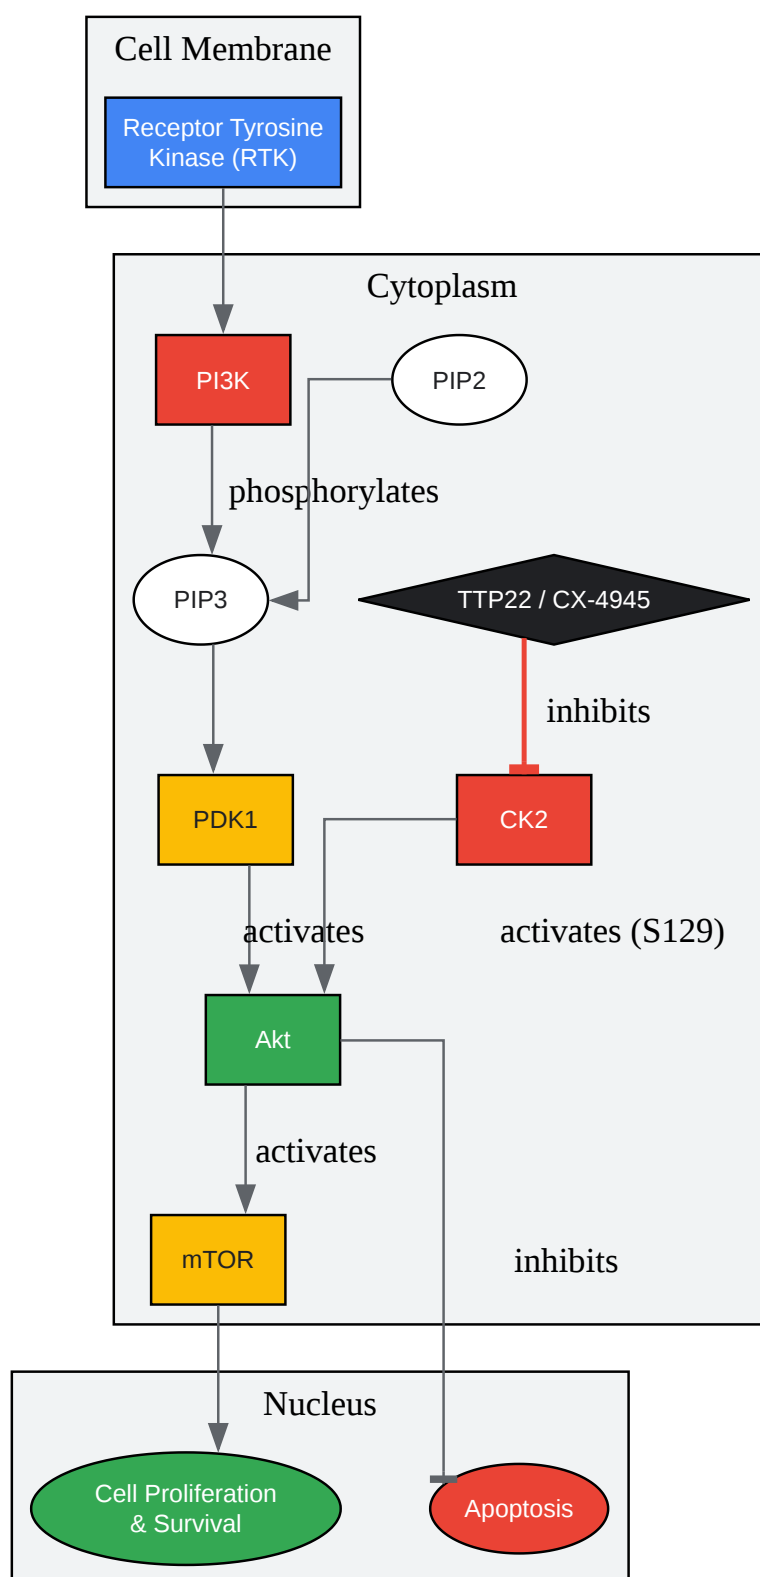 Cell Membrane
Receptor Tyrosine
Kinase (RTK)
Cytoplasm
PI3K
PIP2
phosphorylates
PIP3
TTP22 / CX-4945
inhibits
PDK1
CK2
activates
activates (S129)
Akt
activates
mTOR
inhibits
Nucleus
Cell Proliferation
& Survival
Apoptosis